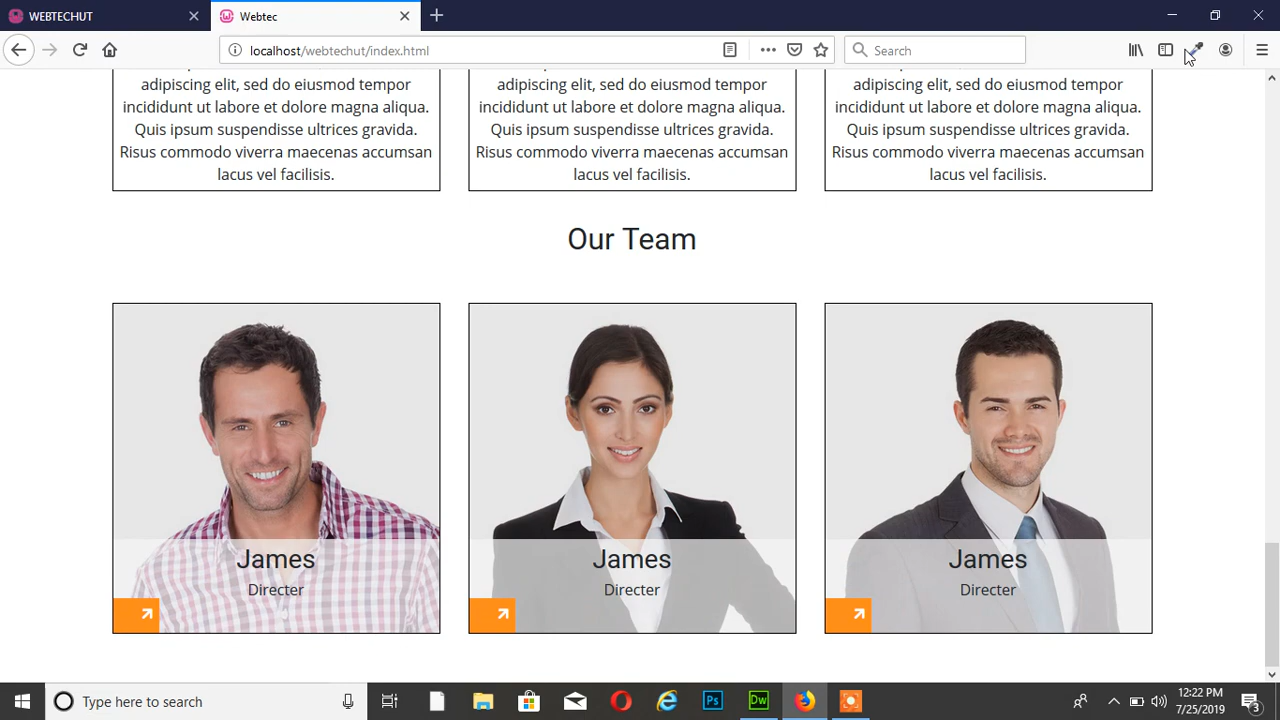 WEBTECHUT
Webtec
localhost/webtechut/index.html
Search
adipiscing elit, sed do eiusmod tempor
incididunt ut labore et dolore magna aliqua.
Quis ipsum suspendisse ultrices gravida.
Risus commodo viverra maecenas accumsan
lacus vel facilisis.
adipiscing elit, sed do eiusmod tempor
incididunt ut labore et dolore magna aliqua.
Quis ipsum suspendisse ultrices gravida.
Risus commodo viverra maecenas accumsan
lacus vel facilisis.
adipiscing elit, sed do eiusmod tempor
incididunt ut labore et dolore magna aliqua.
Quis ipsum suspendisse ultrices gravida.
Risus commodo viverra maecenas accumsan
lacus vel facilisis.
Our Team
James
Directer
James
Directer
James
Directer
Type here to search
Ps
Dw
12:22 PM
7/25/2019
3